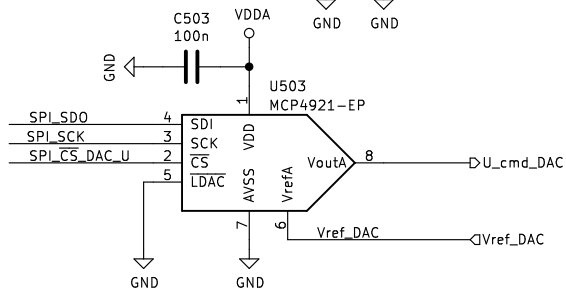 C503
100n
VDDA
GND
GND
GND
U503
MCP4921-EP
1
VDD
SPI_SDO
4
SDI
SPI_SCK
3
SCK
SPI_CS_DAC_U
2
CS
5
LDAC
VoutA
8
U_cmd_DAC
AVSS
VrefA
7
6
Vref_DAC
Vref_DAC
GND
GND